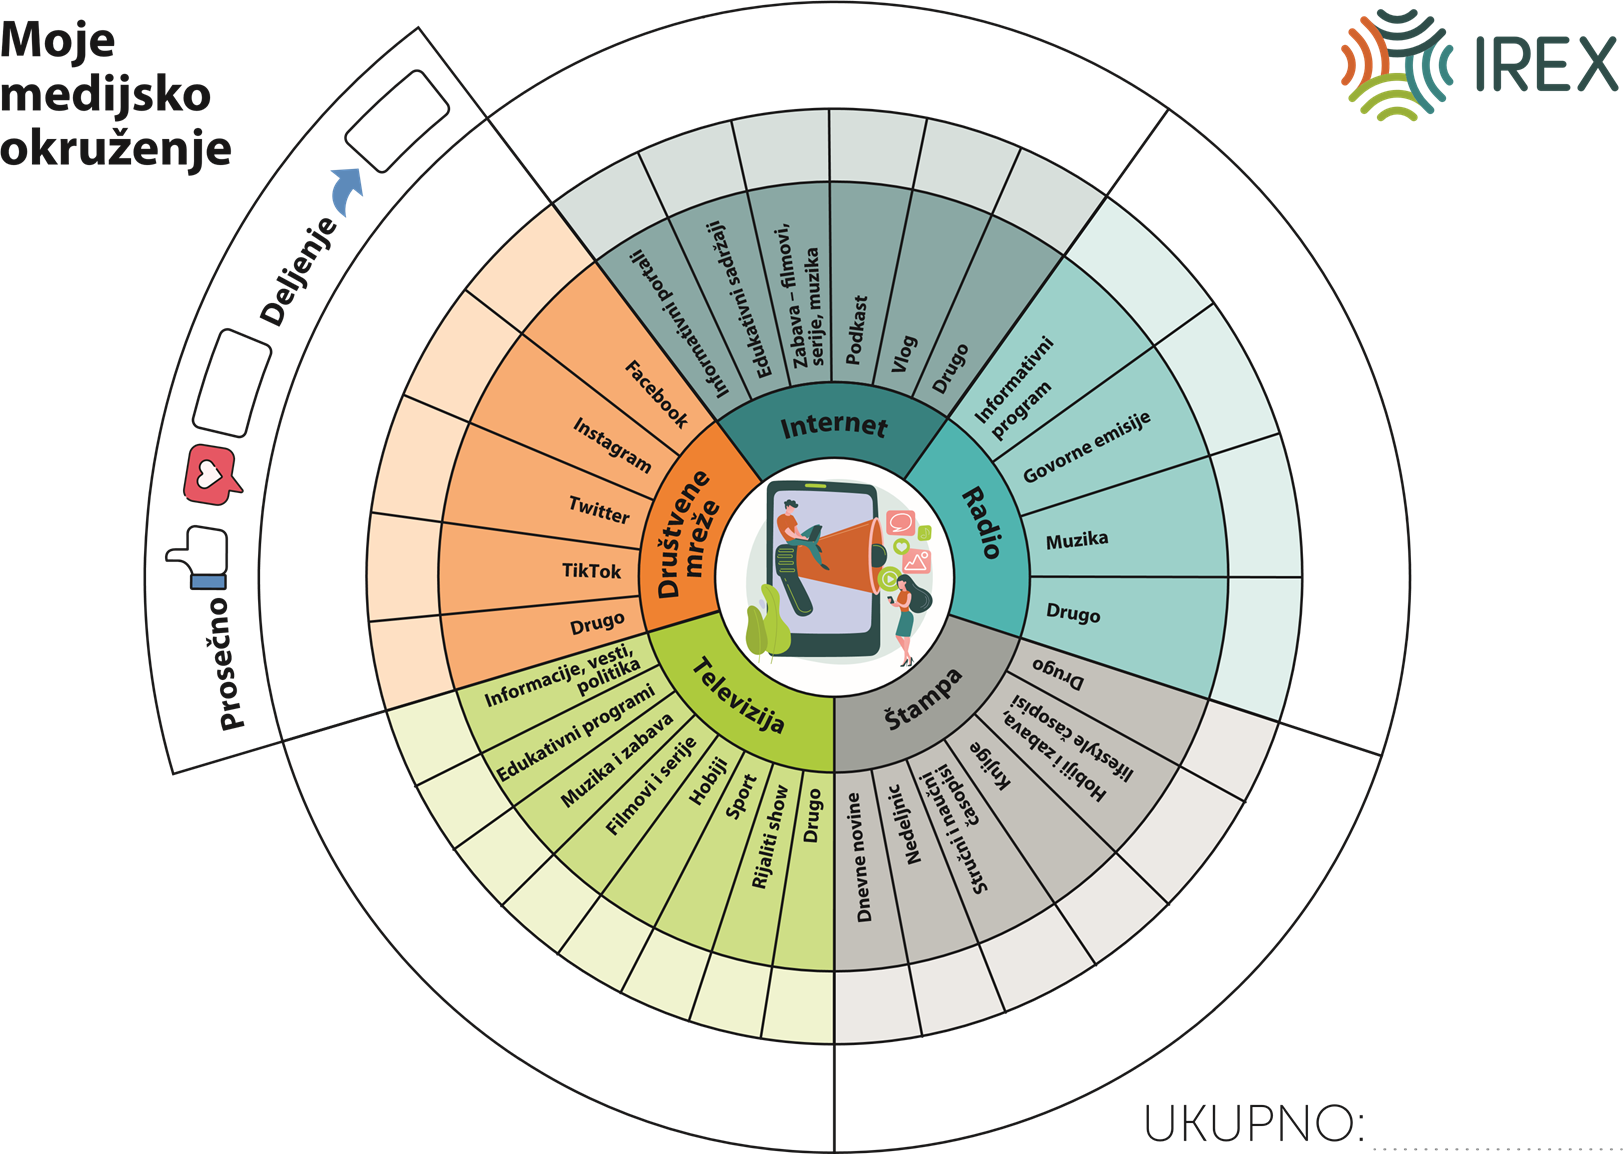 Moje
medijsko
okruženje
IREX
Prosečno
Deljenje
Internet
Informativni portali
Edukativni sadržaji
Zabava – filmovi,
serije, muzika
Podkast
Vlog
Drugo
Radio
Informativni
program
Govorne emisije
Muzika
Drugo
Štampa
Drugo
Hobiji i zabava,
lifestyle časopisi
Knjige
Stručni i naučni
časopisi
Nedeljnic
Dnevne novine
Televizija
Drugo
Rijaliti show
Sport
Hobiji
Filmovi i serije
Muzika i zabava
Edukativni programi
Informacije, vesti,
politika
Društvene
mreže
Drugo
TikTok
Twitter
Instagram
Facebook
UKUPNO: